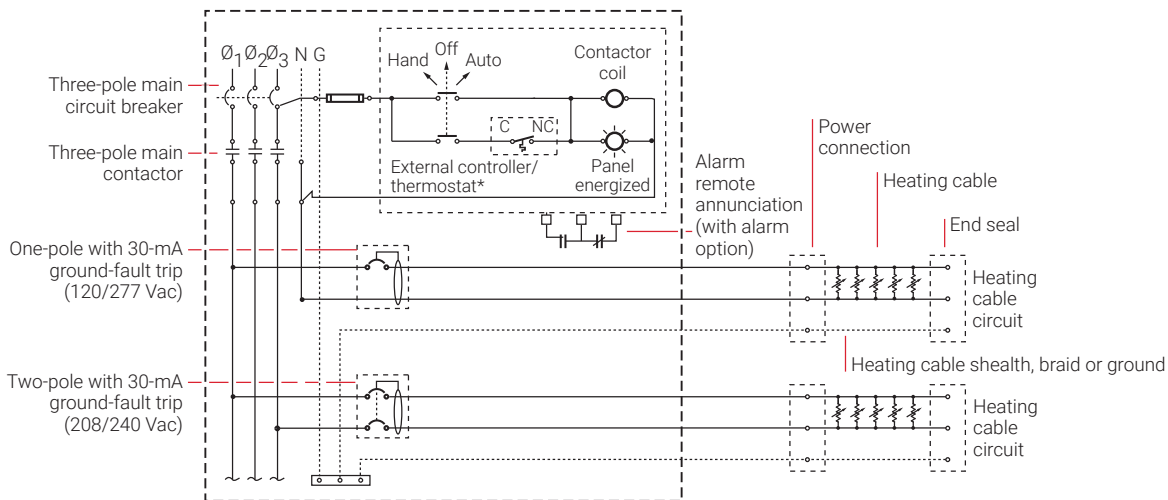 Ø1 Ø2 Ø3 N G
Hand
Off
Auto
Contactor
coil
Three-pole main
circuit breaker
C NC
Three-pole main
contactor
External controller/
thermostat*
Panel
energized
Alarm
remote
annunciation
(with alarm
option)
Power
connection
Heating cable
End seal
One-pole with 30-mA
ground-fault trip
(120/277 Vac)
Heating
cable
circuit
Heating cable shealth, braid or ground
Two-pole with 30-mA
ground-fault trip
(208/240 Vac)
Heating
cable
circuit